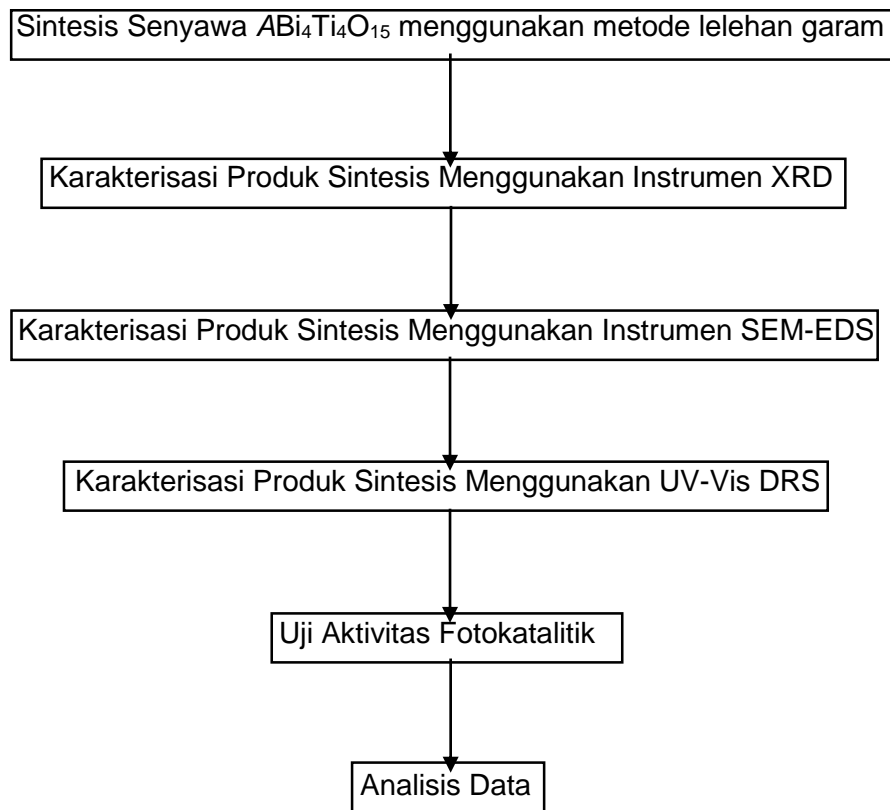 Sintesis Senyawa ABi₄Ti₄O₁₅ menggunakan metode lelehan garam
Karakterisasi Produk Sintesis Menggunakan Instrumen XRD
Karakterisasi Produk Sintesis Menggunakan Instrumen SEM-EDS
Karakterisasi Produk Sintesis Menggunakan UV-Vis DRS
Uji Aktivitas Fotokatalitik
Analisis Data